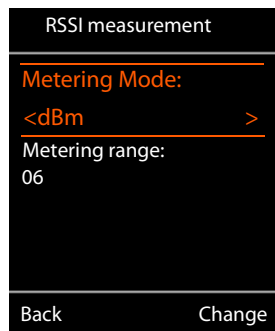 RSSI measurement
Metering Mode:
<dBm >
Metering range:
06
Back Change